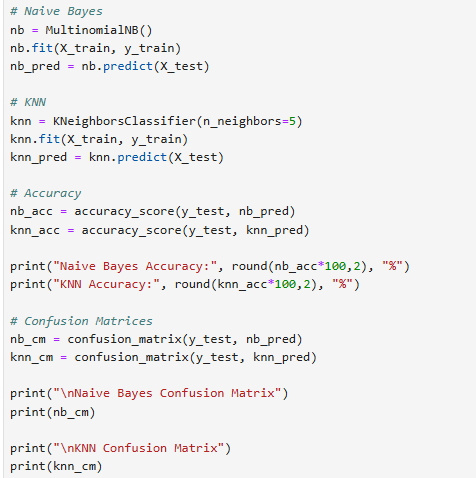 # Naive Bayes
nb = MultinomialNB()
nb.fit(X_train, y_train)
nb_pred = nb.predict(X_test)
# KNN
knn = KNeighborsClassifier(n_neighbors=5)
knn.fit(X_train, y_train)
knn_pred = knn.predict(X_test)
# Accuracy
nb_acc = accuracy_score(y_test, nb_pred)
knn_acc = accuracy_score(y_test, knn_pred)
print("Naive Bayes Accuracy:", round(nb_acc*100,2), "%")
print("KNN Accuracy:", round(knn_acc*100,2), "%")
# Confusion Matrices
nb_cm = confusion_matrix(y_test, nb_pred)
knn_cm = confusion_matrix(y_test, knn_pred)
print("\nNaive Bayes Confusion Matrix")
print(nb_cm)
print("\nKNN Confusion Matrix")
print(knn_cm)